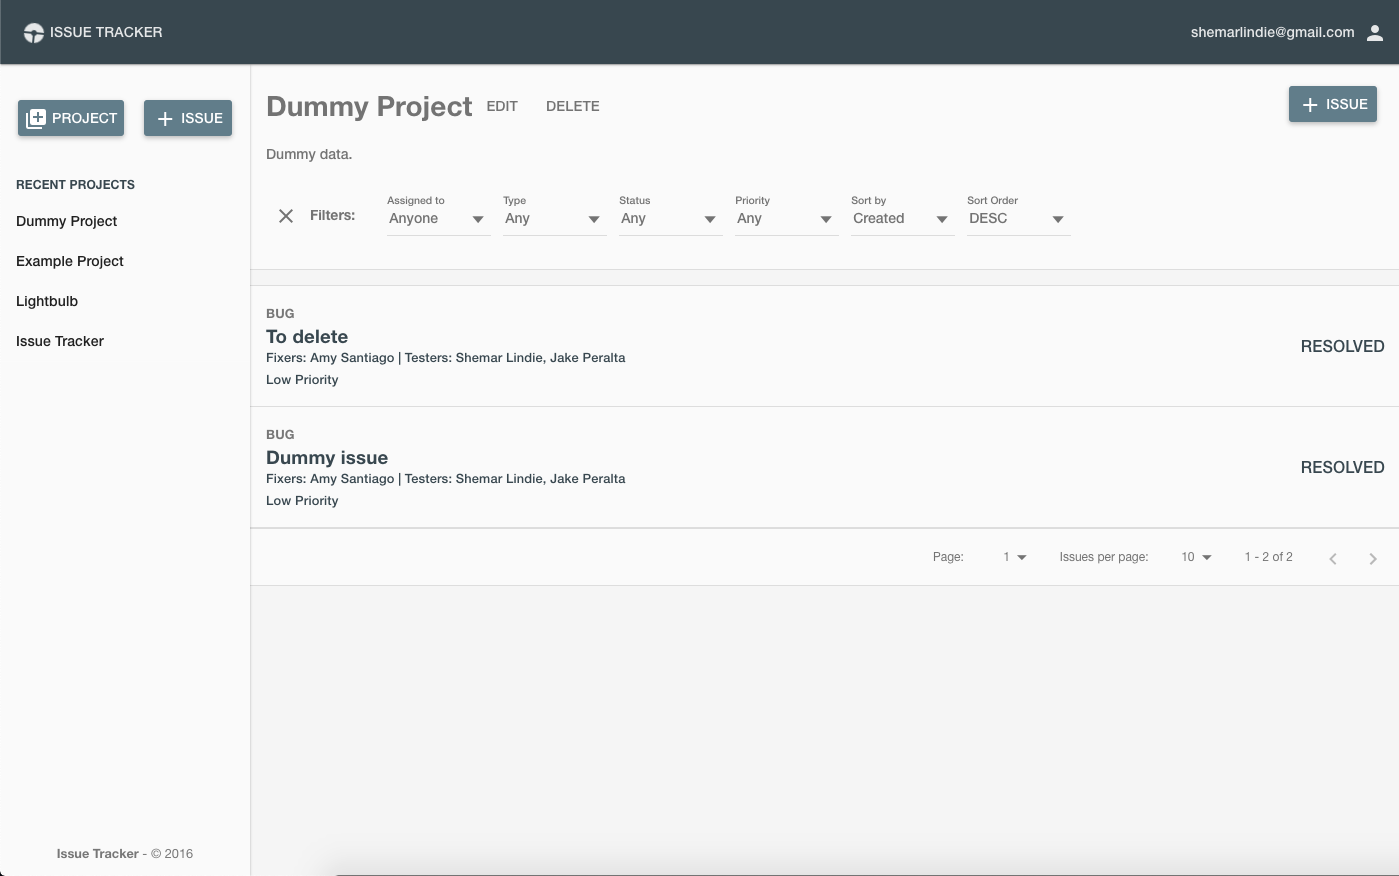 ISSUE TRACKER
shemarlindie@gmail.com
PROJECT
ISSUE
RECENT PROJECTS
Dummy Project
Example Project
Lightbulb
Issue Tracker
Issue Tracker - © 2016
Dummy Project EDIT DELETE
ISSUE
Dummy data.
Filters:
Assigned to
Anyone
Type
Any
Status
Any
Priority
Any
Sort by
Created
Sort Order
DESC
BUG
To delete
Fixers: Amy Santiago | Testers: Shemar Lindie, Jake Peralta
Low Priority
RESOLVED
BUG
Dummy issue
Fixers: Amy Santiago | Testers: Shemar Lindie, Jake Peralta
Low Priority
RESOLVED
Page: 1 Issues per page: 10 1 - 2 of 2